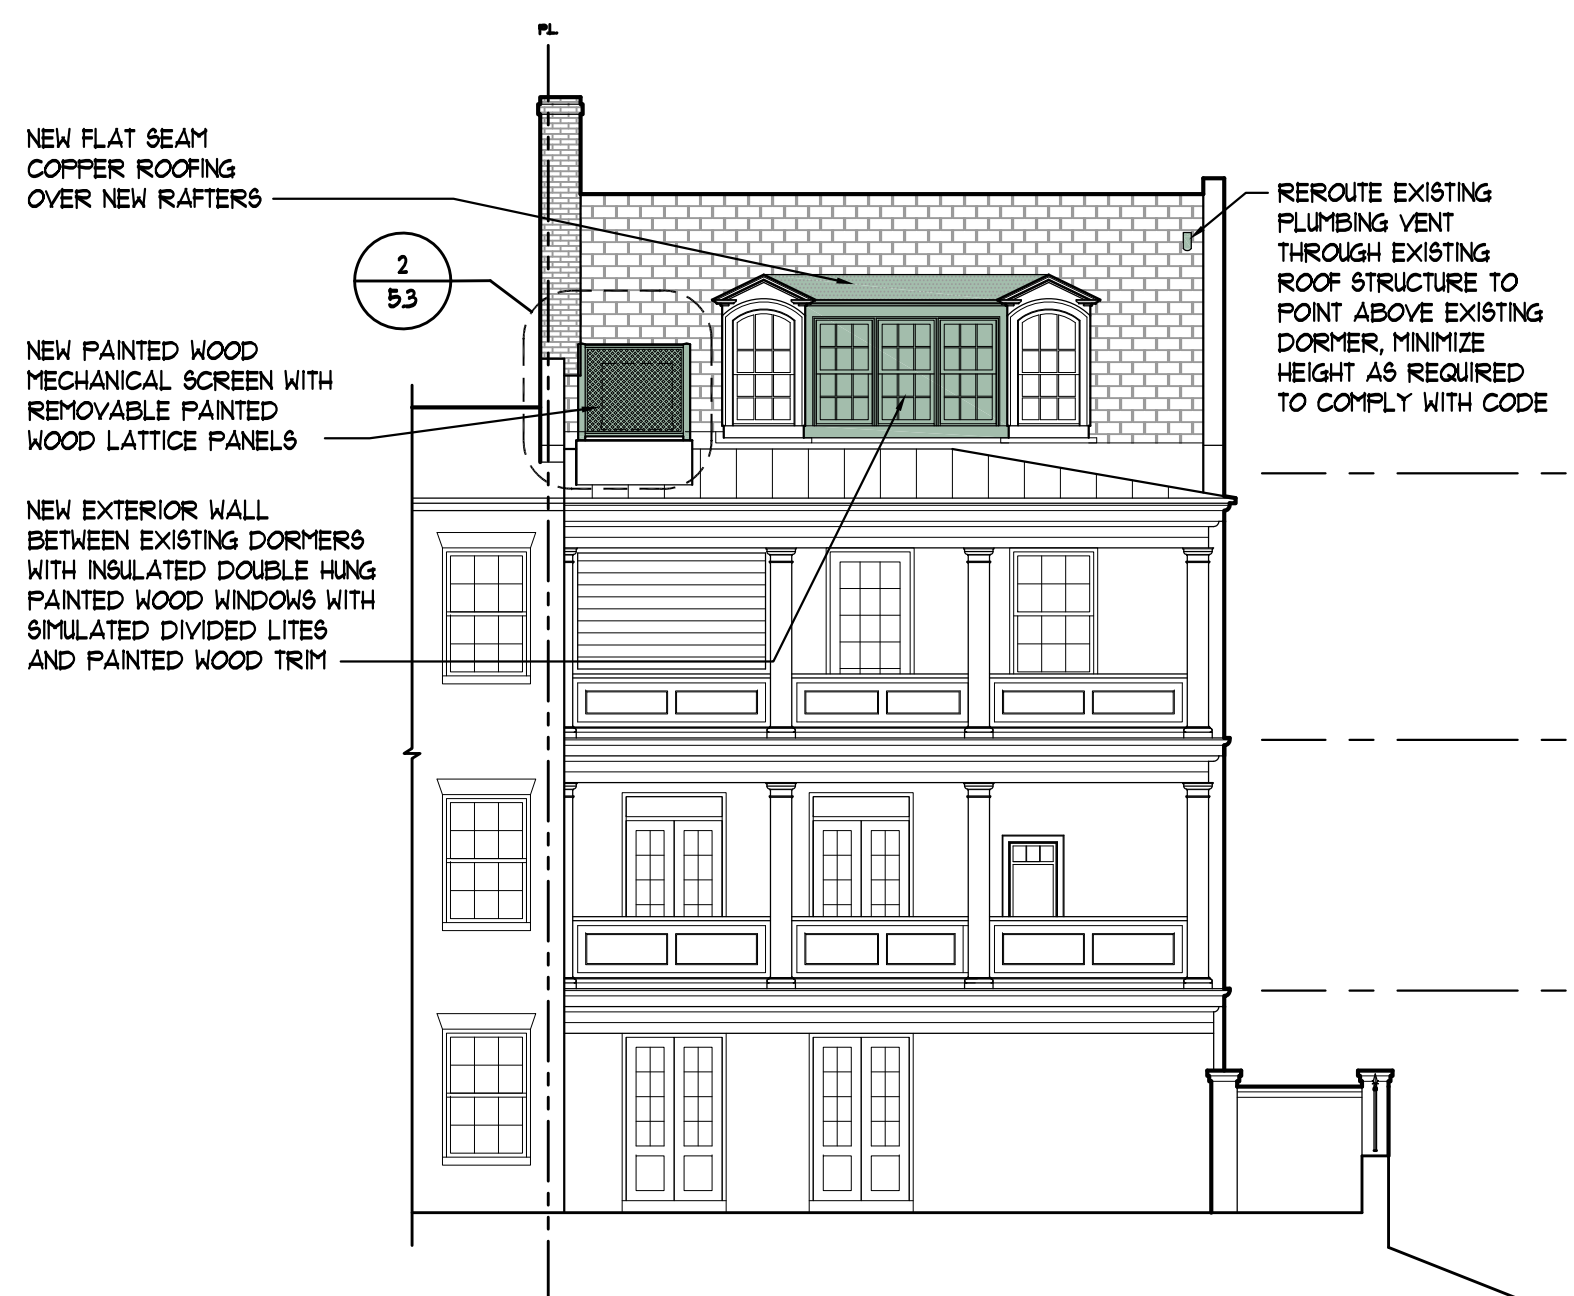 PL
NEW FLAT SEAM
COPPER ROOFING
OVER NEW RAFTERS
2
5.3
NEW PAINTED WOOD
MECHANICAL SCREEN WITH
REMOVABLE PAINTED
WOOD LATTICE PANELS
NEW EXTERIOR WALL
BETWEEN EXISTING DORMERS
WITH INSULATED DOUBLE HUNG
PAINTED WOOD WINDOWS WITH
SIMULATED DIVIDED LITES
AND PAINTED WOOD TRIM
REROUTE EXISTING
PLUMBING VENT
THROUGH EXISTING
ROOF STRUCTURE TO
POINT ABOVE EXISTING
DORMER, MINIMIZE
HEIGHT AS REQUIRED
TO COMPLY WITH CODE